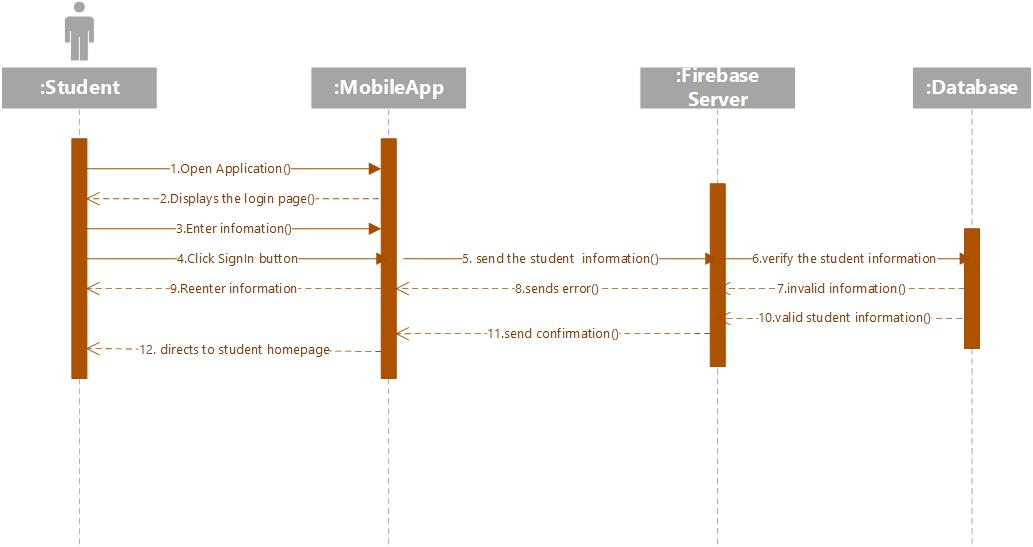 :Student
:MobileApp
:Firebase
Server
:Database
1.Open Application()
2.Displays the login page()
3.Enter infomation()
4.Click SignIn button
5. send the student  information()
6.verify the student information
9.Reenter information
8.sends error()
7.invalid information()
10.valid student information()
11.send confirmation()
12. directs to student homepage